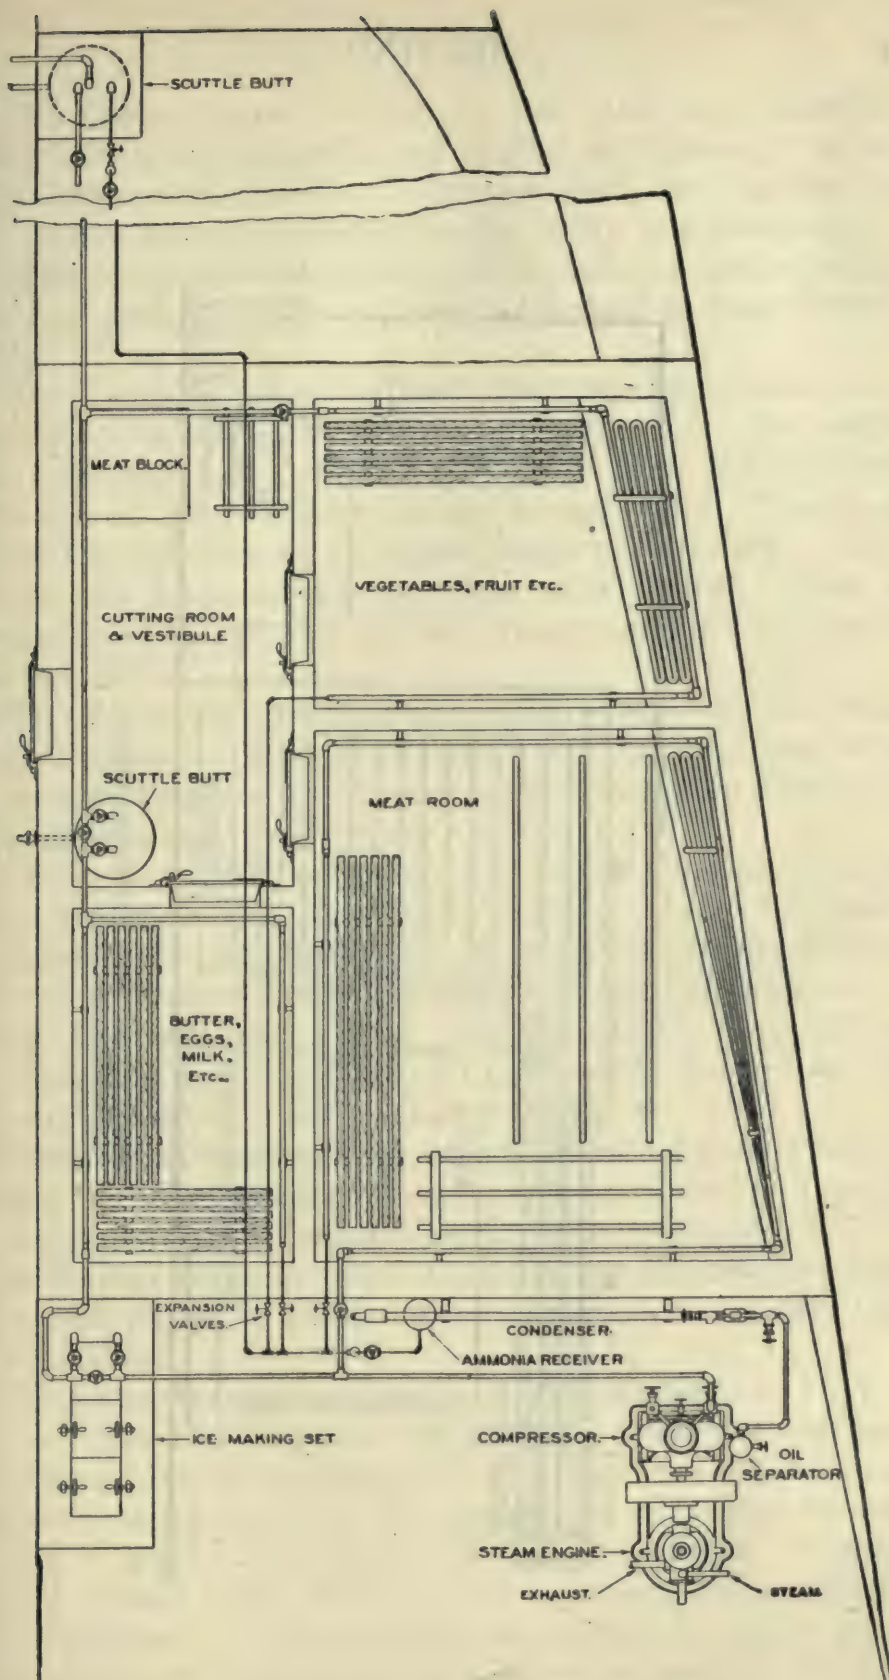 SCUTTLE BUTT
MEAT BLOCK.
VEGETABLES, FRUIT ETC.
CUTTING ROOM
& VESTIBULE
SCUTTLE BUTT
MEAT ROOM
BUTTER,
EGGS,
MILK.
ETC..
EXPANSION
VALVES.
CONDENSER.
AMMONIA RECEIVER
ICE MAKING SET
COMPRESSOR.
OIL
SEPARATOR
STEAM ENGINE.
EXHAUST.
STEAM